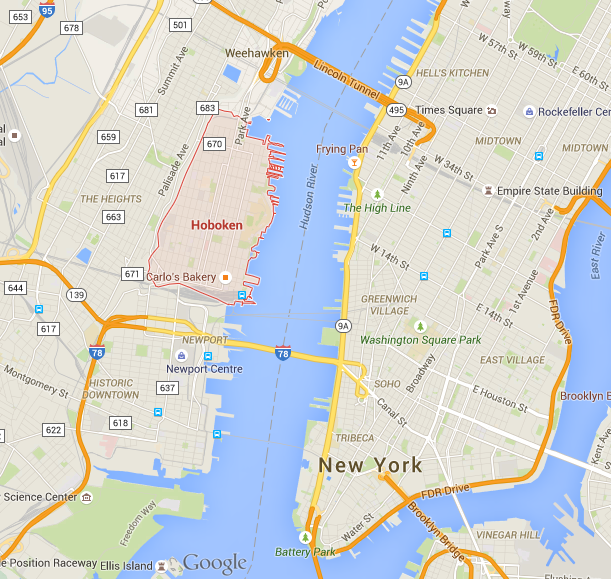 653
95
678
501
Way
W 57th St
W 59th St
E 60th St
Weehawken
Summit Ave
Lincoln Tunnel
HELL'S KITCHEN
9A
681
683
Park Ave
495
Times Square
Rockefeller Cen
659
670
11th Ave
10th Ave
MIDTOWN
MIDTOWN
Frying Pan
W 34th St
Palisade Ave
617
Ninth Ave
Empire State Building
THE HEIGHTS
Hudson River
The High Line
2nd Ave
663
Hoboken
Park Ave S
East River
W 14th St
671
Carlo's Bakery
1st Avenue
644
139
GREENWICH
VILLAGE
E 14th St
FDR Drive
617
9A
Washington Square Park
78
NEWPORT
78
EAST VILLAGE
Newport Centre
Montgomery St
HISTORIC
DOWNTOWN
637
SOHO
Broadway
E Houston St
Brooklyn B
618
Canal St
622
TRIBECA
Kent Ave
New York
r Science Center
FDR Drive
Freedom Way
Water St
Brooklyn Bridge
VINEGAR HILL
Battery Park
e Position Raceway
Ellis Island
Google
Flushing A